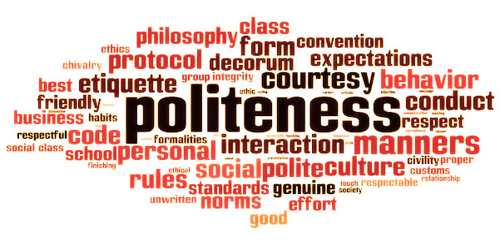 class
philosophy form convention
ethics
chivalry protocol decorum expectations
best etiquette group integrity courtesy behavior
friendly ethic
business habits politeness conduct
respectful code formalities respect
social class school personal interaction manners
finishing ethical social polite culture civility proper
rules standards genuine tough respectable customs
unwritten norms effort society relationship
good